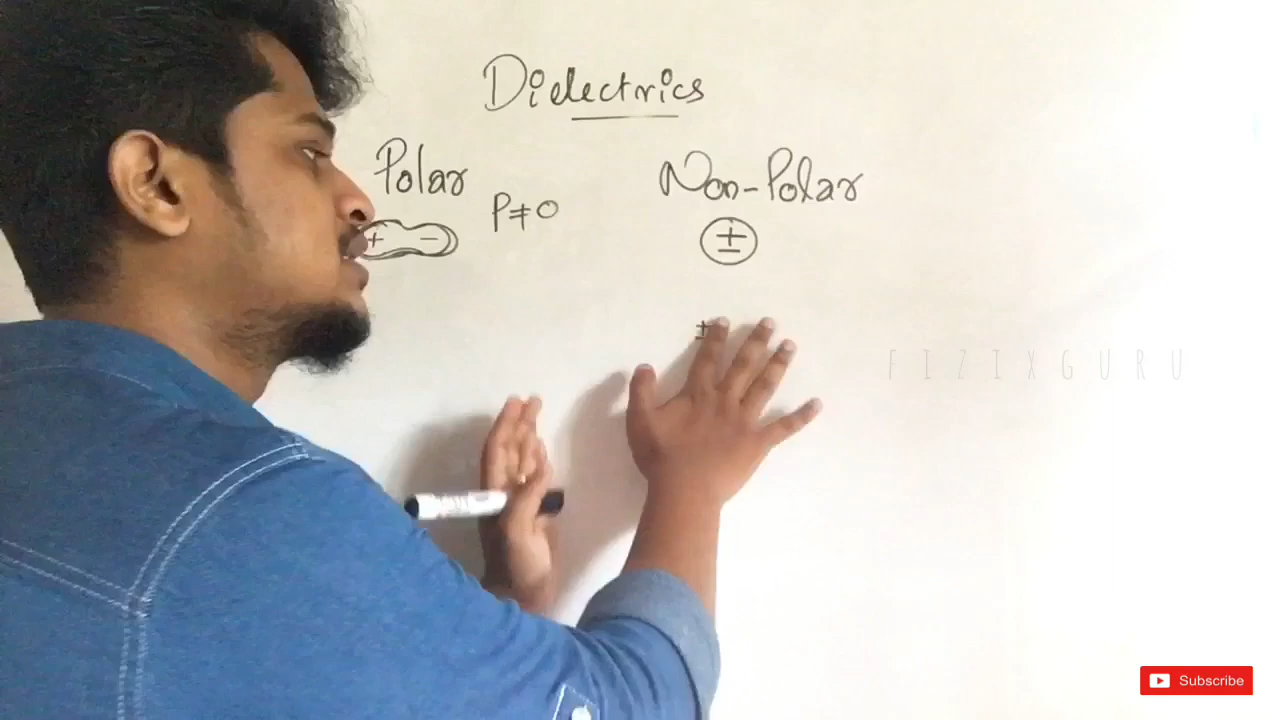 Dielectrics
Polar
Non-Polar
P≠0
+ −
±
±
FIZIXGURU
Subscribe